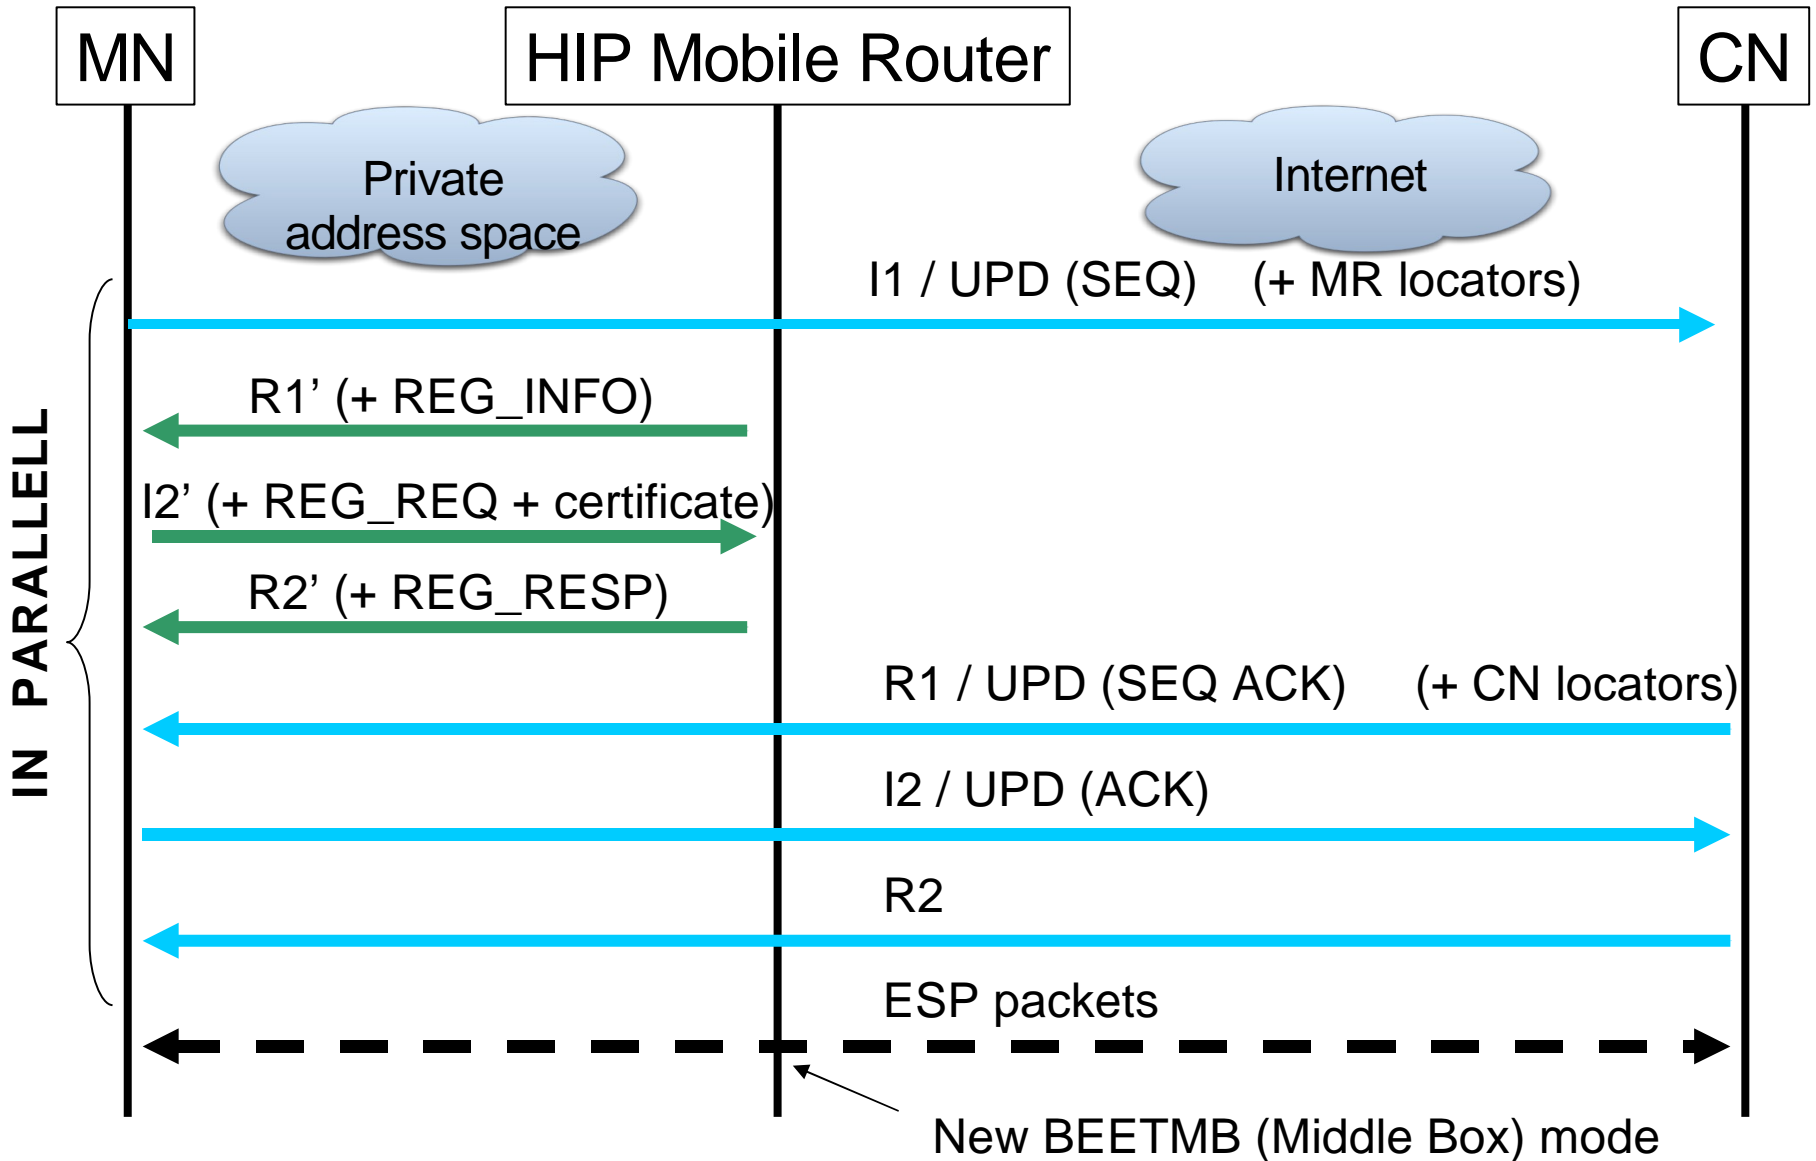 MN
HIP Mobile Router
CN
Private
address space
Internet
I1 / UPD (SEQ) (+ MR locators)
R1’ (+ REG_INFO)
I2’ (+ REG_REQ + certificate)
R2’ (+ REG_RESP)
IN PARALLELL
R1 / UPD (SEQ ACK) (+ CN locators)
I2 / UPD (ACK)
R2
ESP packets
New BEETMB (Middle Box) mode